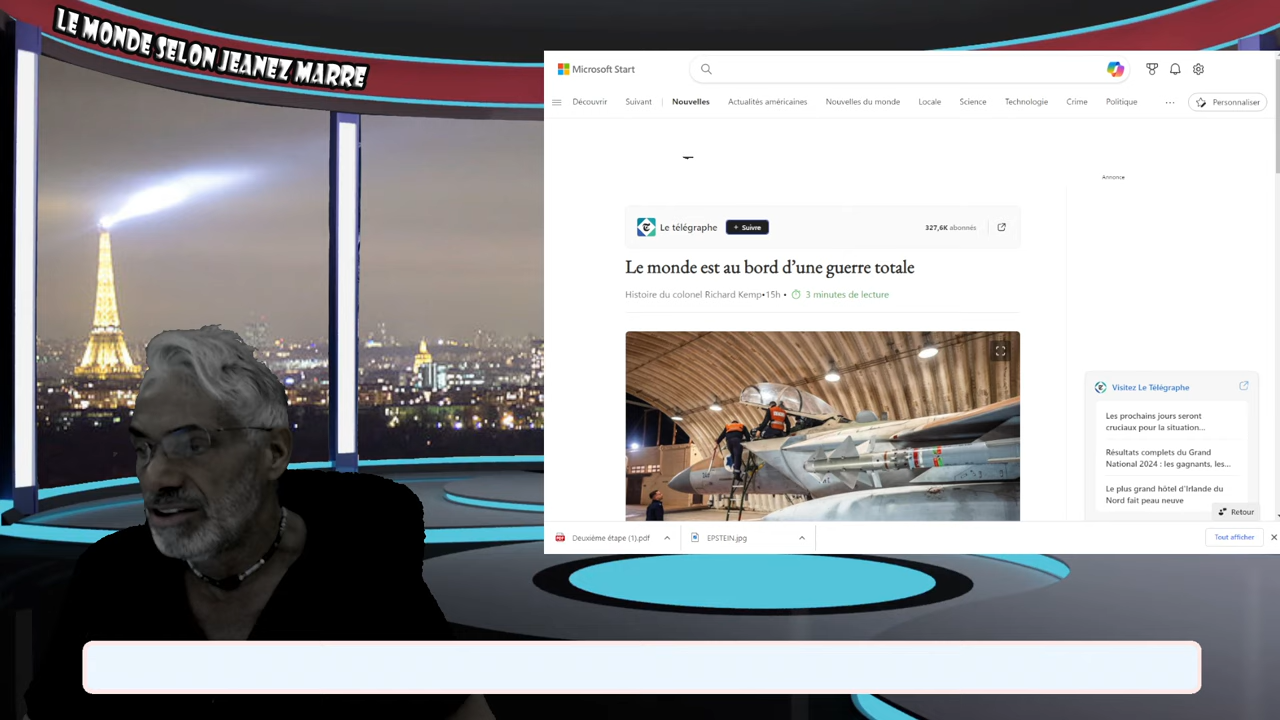 LE MONDE SELON JEANEZ MARRE
Microsoft Start
Découvrir Suivant Nouvelles Actualités américaines Nouvelles du monde Locale Science Technologie Crime Politique ... Personnaliser
Annonce
Le télégraphe + Suivre 327,6K abonnés
Le monde est au bord d’une guerre totale
Histoire du colonel Richard Kemp•15h • 3 minutes de lecture
Visitez Le Télégraphe
Les prochains jours seront
cruciaux pour la situation...
Résultats complets du Grand
National 2024 : les gagnants, les...
Le plus grand hôtel d’Irlande du
Nord fait peau neuve
Retour
Deuxième étape (1).pdf EPSTEIN.jpg Tout afficher